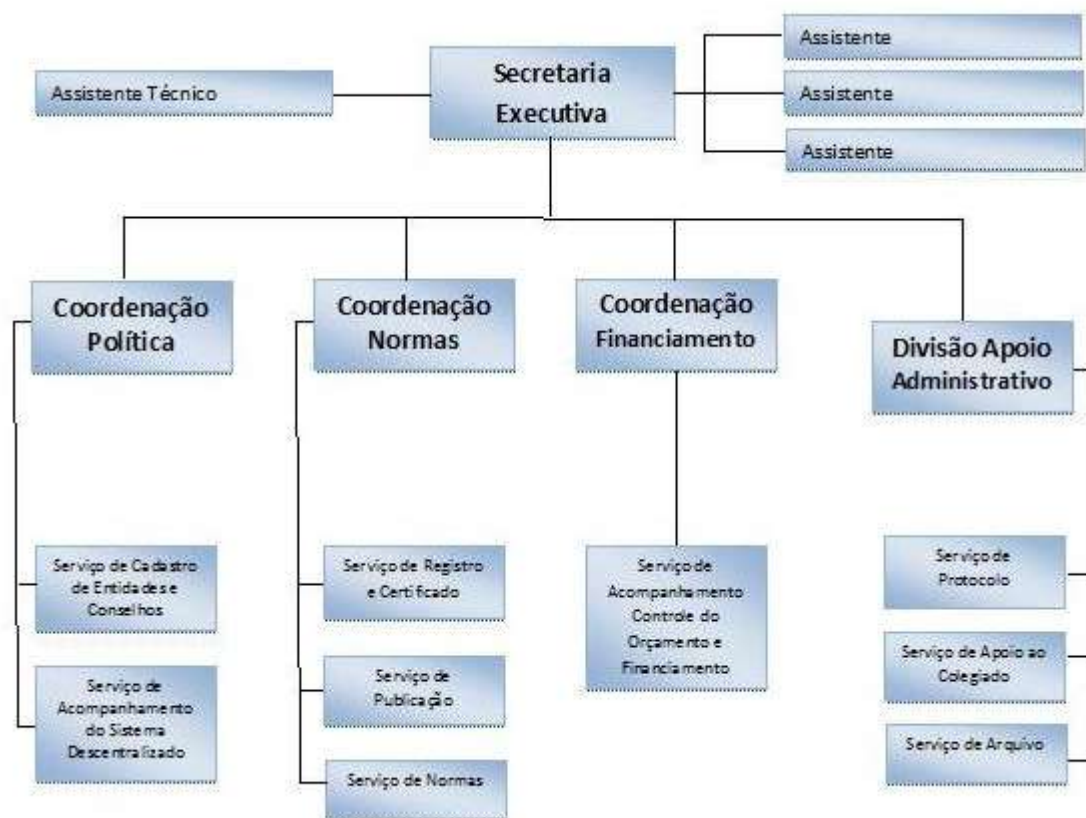 Assistente
Assistente Técnico
Secretaria
Executiva
Assistente
Assistente
Coordenação
Política
Coordenação
Normas
Coordenação
Financiamento
Divisão Apoio
Administrativo
Serviço de Cadastro
de Entidades e
Conselhos
Serviço de Registro
e Certificado
Serviço de
Acompanhamento
Controle do
Orçamento e
Financiamento
Serviço de
Protocolo
Serviço de
Acompanhamento
do Sistema
Descentralizado
Serviço de
Publicação
Serviço de Apoio ao
Colegiado
Serviço de Normas
Serviço de Arquivo